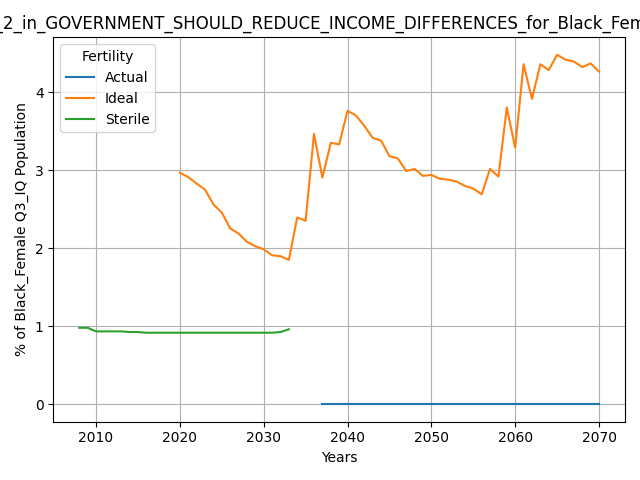 _2_in_GOVERNMENT_SHOULD_REDUCE_INCOME_DIFFERENCES_for_Black_Fem
Fertility
Actual
Ideal
Sterile
% of Black_Female Q3_IQ Population
4
3
2
1
0
2010 2020 2030 2040 2050 2060 2070
Years